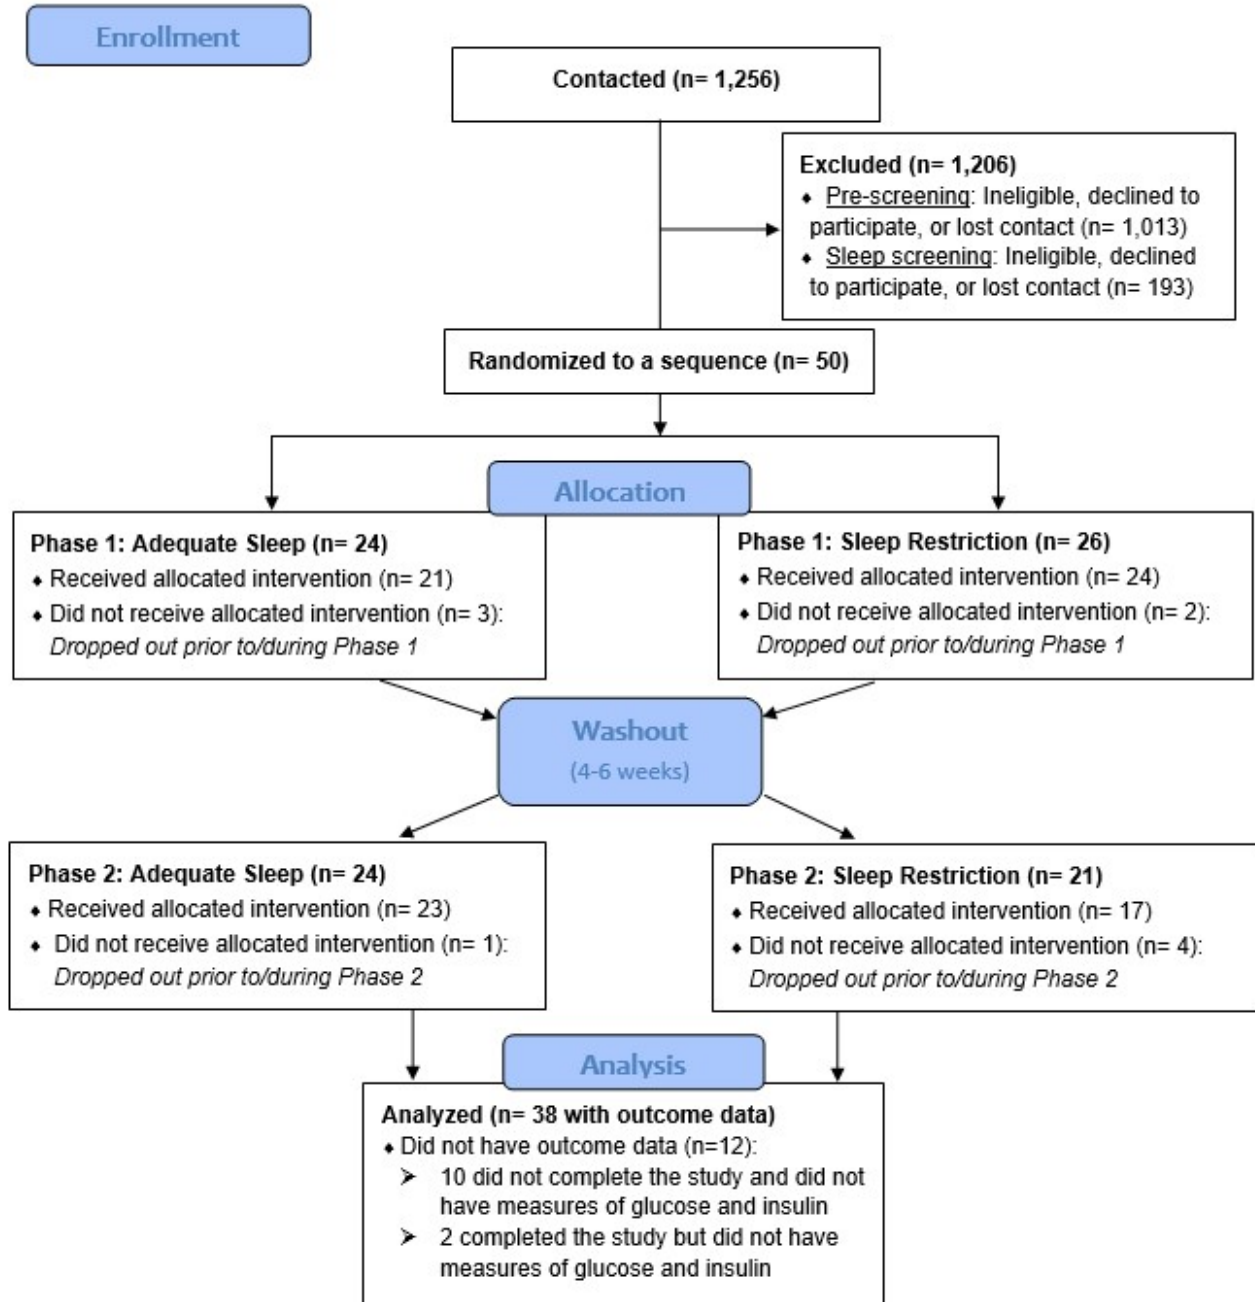 Enrollment
Contacted (n= 1,256)
Excluded (n= 1,206)
♦ Pre-screening: Ineligible, declined to
participate, or lost contact (n= 1,013)
♦ Sleep screening: Ineligible, declined
to participate, or lost contact (n= 193)
Randomized to a sequence (n= 50)
Allocation
Phase 1: Adequate Sleep (n= 24)
♦ Received allocated intervention (n= 21)
♦ Did not receive allocated intervention (n= 3):
Dropped out prior to/during Phase 1
Phase 1: Sleep Restriction (n= 26)
♦ Received allocated intervention (n= 24)
♦ Did not receive allocated intervention (n= 2):
Dropped out prior to/during Phase 1
Washout
(4-6 weeks)
Phase 2: Adequate Sleep (n= 24)
♦ Received allocated intervention (n= 23)
♦ Did not receive allocated intervention (n= 1):
Dropped out prior to/during Phase 2
Phase 2: Sleep Restriction (n= 21)
♦ Received allocated intervention (n= 17)
♦ Did not receive allocated intervention (n= 4):
Dropped out prior to/during Phase 2
Analysis
Analyzed (n= 38 with outcome data)
♦ Did not have outcome data (n=12):
➢ 10 did not complete the study and did not
have measures of glucose and insulin
➢ 2 completed the study but did not have
measures of glucose and insulin